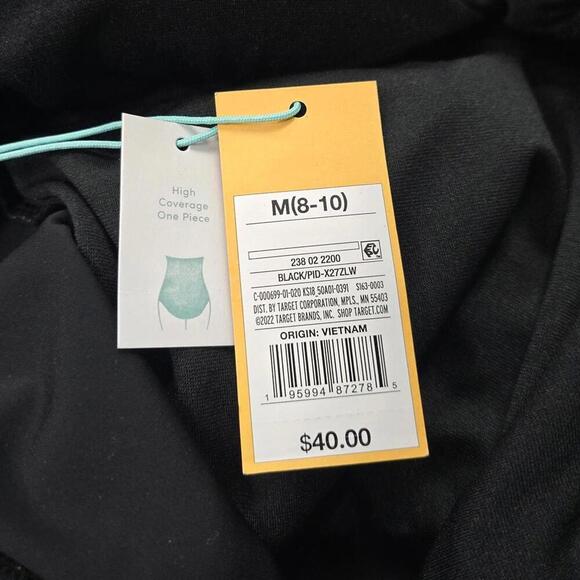 High
Coverage
One Piece
M(8-10)
238 02 2200
BLACK/PID-X27ZLW
C-000699-01-020 KS18_50A01-0391 S163-0003
DIST. BY TARGET CORPORATION, MPLS., MN 55403
©2022 TARGET BRANDS, INC. SHOP TARGET.COM
ORIGIN: VIETNAM
1 95994 87278 5
$40.00